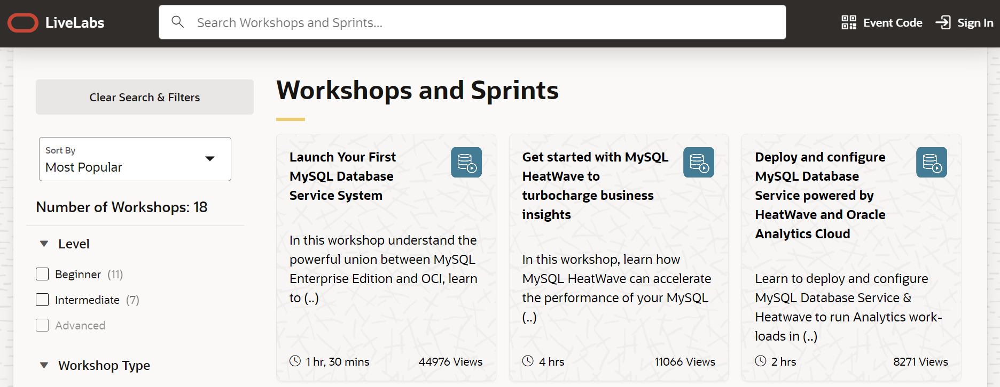 LiveLabs
Search Workshops and Sprints...
Event Code
Sign In
Clear Search & Filters
Sort By
Most Popular
Number of Workshops: 18
Level
Beginner (11)
Intermediate (7)
Advanced
Workshop Type
Workshops and Sprints
Launch Your First
MySQL Database
Service System
In this workshop understand the
powerful union between MySQL
Enterprise Edition and OCI, learn
to (..)
1 hr, 30 mins
44976 Views
Get started with MySQL
HeatWave to
turbocharge business
insights
In this workshop, learn how
MySQL HeatWave can accelerate
the performance of your MySQL
(..)
4 hrs
11066 Views
Deploy and configure
MySQL Database
Service powered by
HeatWave and Oracle
Analytics Cloud
Learn to deploy and configure
MySQL Database Service &
Heatwave to run Analytics work-
loads in (..)
2 hrs
8271 Views